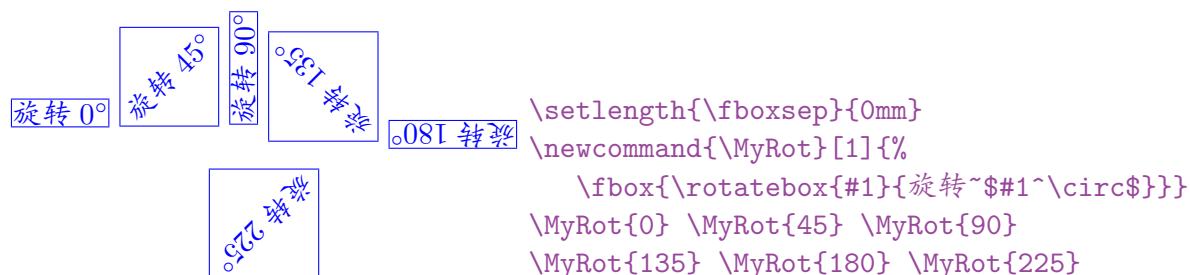 旋转 0°
旋转 45°
旋转 90°
旋转 135°
旋转 180°
旋转 225°
\setlength{\fboxsep}{0mm}
\newcommand{\MyRot}[1]{%
\fbox{\rotatebox{#1}{旋转~$#1^\circ$}}}
\MyRot{0} \MyRot{45} \MyRot{90}
\MyRot{135} \MyRot{180} \MyRot{225}